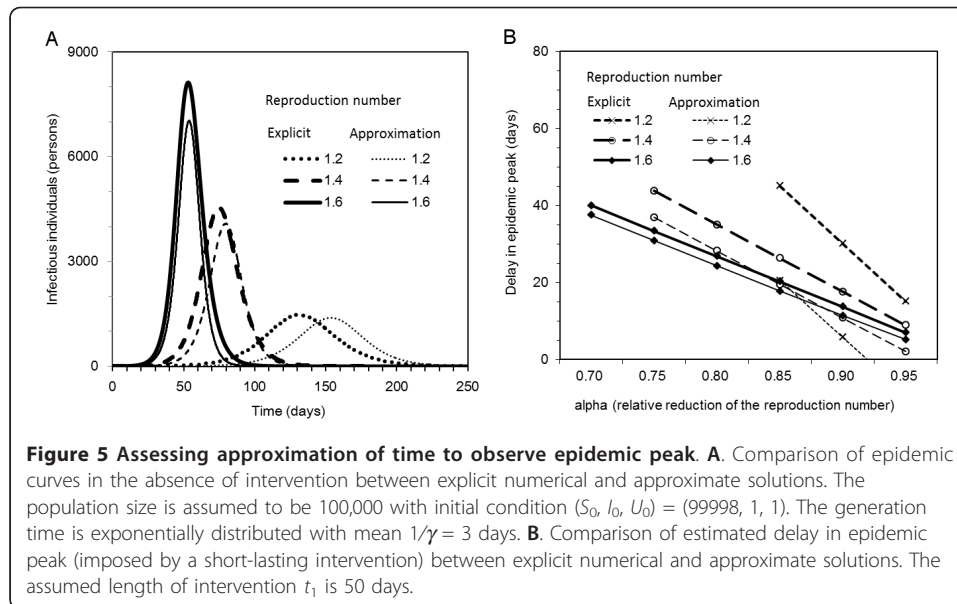 A
9000
6000
3000
0
Infectious individuals (persons)
Reproduction number
Explicit Approximation
1.2 1.2
1.4 1.4
1.6 1.6
0 50 100 150 200 250
Time (days)
B
80
60
40
20
0
Delay in epidemic peak (days)
Reproduction number
Explicit Approximation
1.2 1.2
1.4 1.4
1.6 1.6
0.70 0.75 0.80 0.85 0.90 0.95
alpha (relative reduction of the reproduction number)
Figure 5 Assessing approximation of time to observe epidemic peak. A. Comparison of epidemic
curves in the absence of intervention between explicit numerical and approximate solutions. The
population size is assumed to be 100,000 with initial condition (S₀, I₀, U₀) = (99998, 1, 1). The generation
time is exponentially distributed with mean 1/γ = 3 days. B. Comparison of estimated delay in epidemic
peak (imposed by a short-lasting intervention) between explicit numerical and approximate solutions. The
assumed length of intervention t₁ is 50 days.